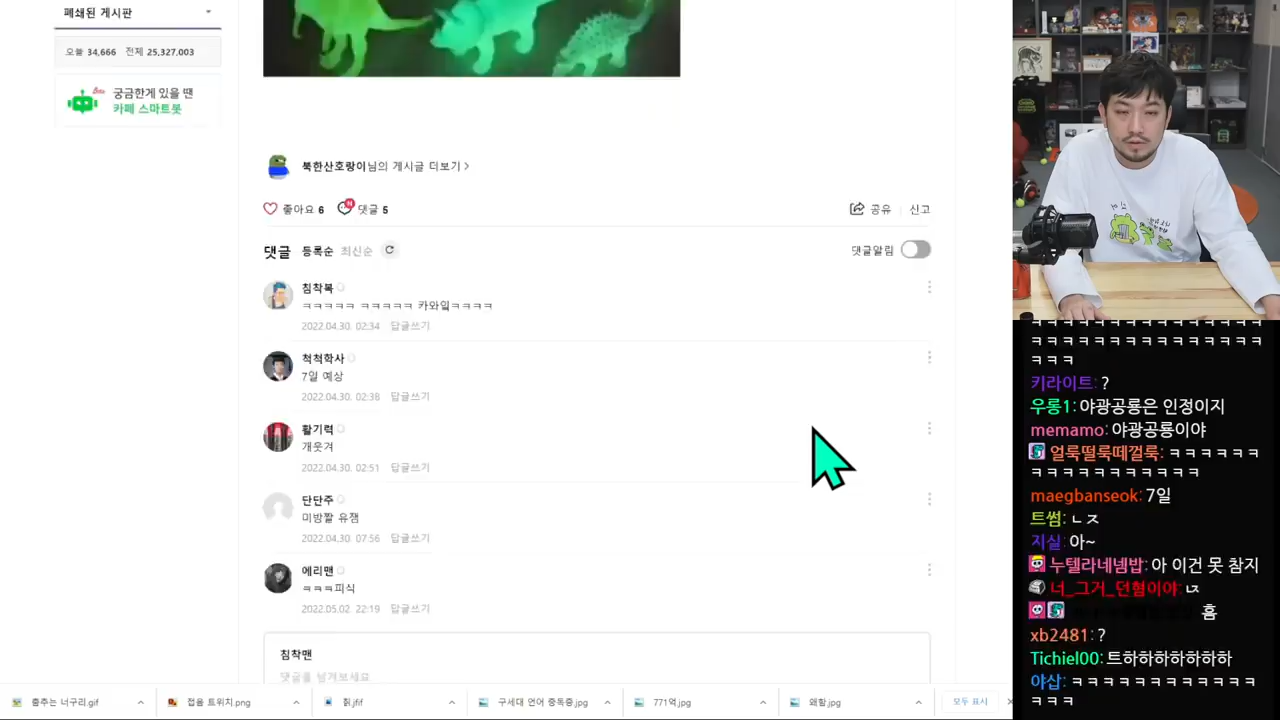 폐쇄된 게시판
오늘 34,666 전체 25,327,003
Beta
궁금한게 있을 땐
카페 스마트봇
북한산호랑이님의 게시글 더보기 >
좋아요 6 댓글 5
공유 신고
댓글 등록순 최신순
댓글알림
침착복
ㅋㅋㅋㅋㅋ ㅋㅋㅋㅋㅋ 카와일ㅋㅋㅋㅋ
2022.04.30. 02:34 답글쓰기
척척학사
7일 예상
2022.04.30. 02:38 답글쓰기
활기력
개웃겨
2022.04.30. 02:51 답글쓰기
단단주
미방짤 유잼
2022.04.30. 07:56 답글쓰기
에리맨
ㅋㅋㅋ피식
2022.05.02. 22:19 답글쓰기
침착맨
댓글을 남겨보세요
춤추는 너구리.gif
접음 트위치.png
흙.jfif
구세대 언어 중독증.jpg
771억.jpg
왜핡.jpg
모두 표시
ㅋㅋㅋㅋㅋㅋㅋㅋㅋㅋㅋㅋㅋㅋㅋ
ㅋㅋㅋㅋㅋㅋㅋㅋㅋㅋㅋㅋㅋㅋㅋ
ㅋㅋㅋ
키라이트: ?
우롱1: 야광공룡은 인정이지
memamo: 야광공룡이야
얼룩떨룩떼껄룩: ㅋㅋㅋㅋㅋㅋ
ㅋㅋㅋㅋㅋㅋㅋㅋㅋㅋㅋ
maegbanseok: 7일
트썸: ㄴㅈ
지실: 아~
누텔라네넴밥: 아 이건 못 참지
너_그거_던혐이야: ㄵ
홈
xb2481: ?
Tichiel00: 트하하하하하하하
야삽: ㅋㅋㅋㅋㅋㅋㅋㅋㅋㅋㅋㅋㅋ
ㅋㅋㅋ